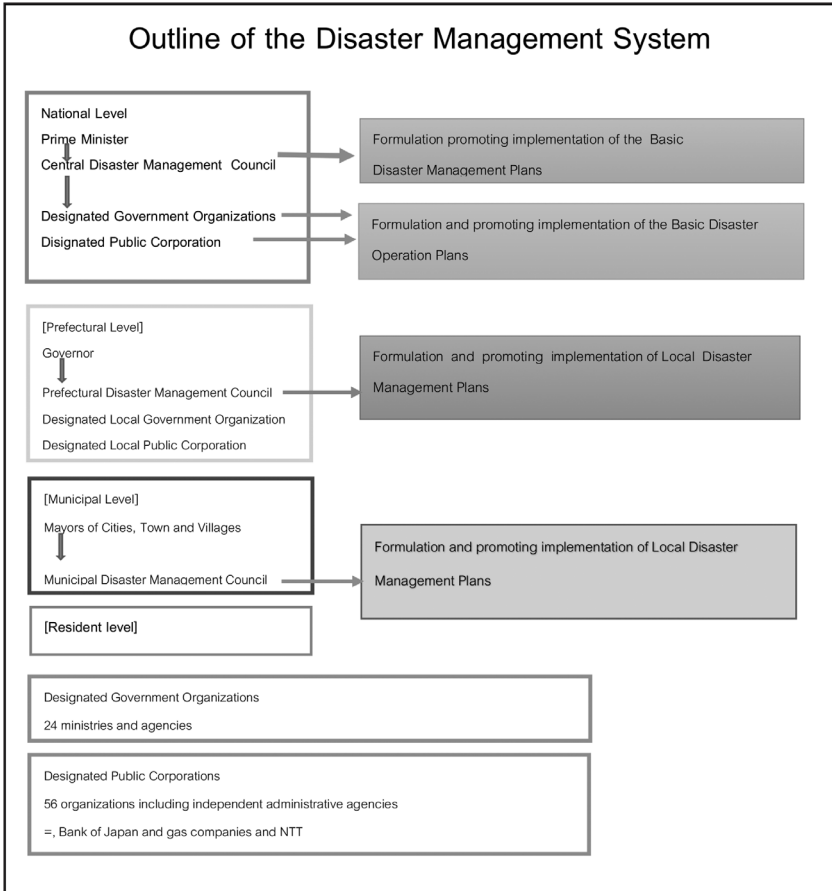 Outline of the Disaster Management System
National Level
Prime Minister
Central Disaster Management Council
Designated Government Organizations
Disignated Public Corporation
Formulation promoting implementation of the Basic
Disaster Management Plans
Formulation and promoting implementation of the Basic Disaster
Operation Plans
[Prefectural Level]
Governor
Prefectural Disaster Management Council
Designated Local Government Organization
Designated Local Public Corporation
Formulation and promoting implementation of Local Disaster
Management Plans
[Municipal Level]
Mayors of Cities, Town and Villages
Municipal Disaster Management Council
Formulation and promoting implementation of Local Disaster
Management Plans
[Resident level]
Designated Government Organizations
24 ministries and agencies
Designated Public Corporations
56 organizations including independent administrative agencies
=, Bank of Japan and gas companies and NTT